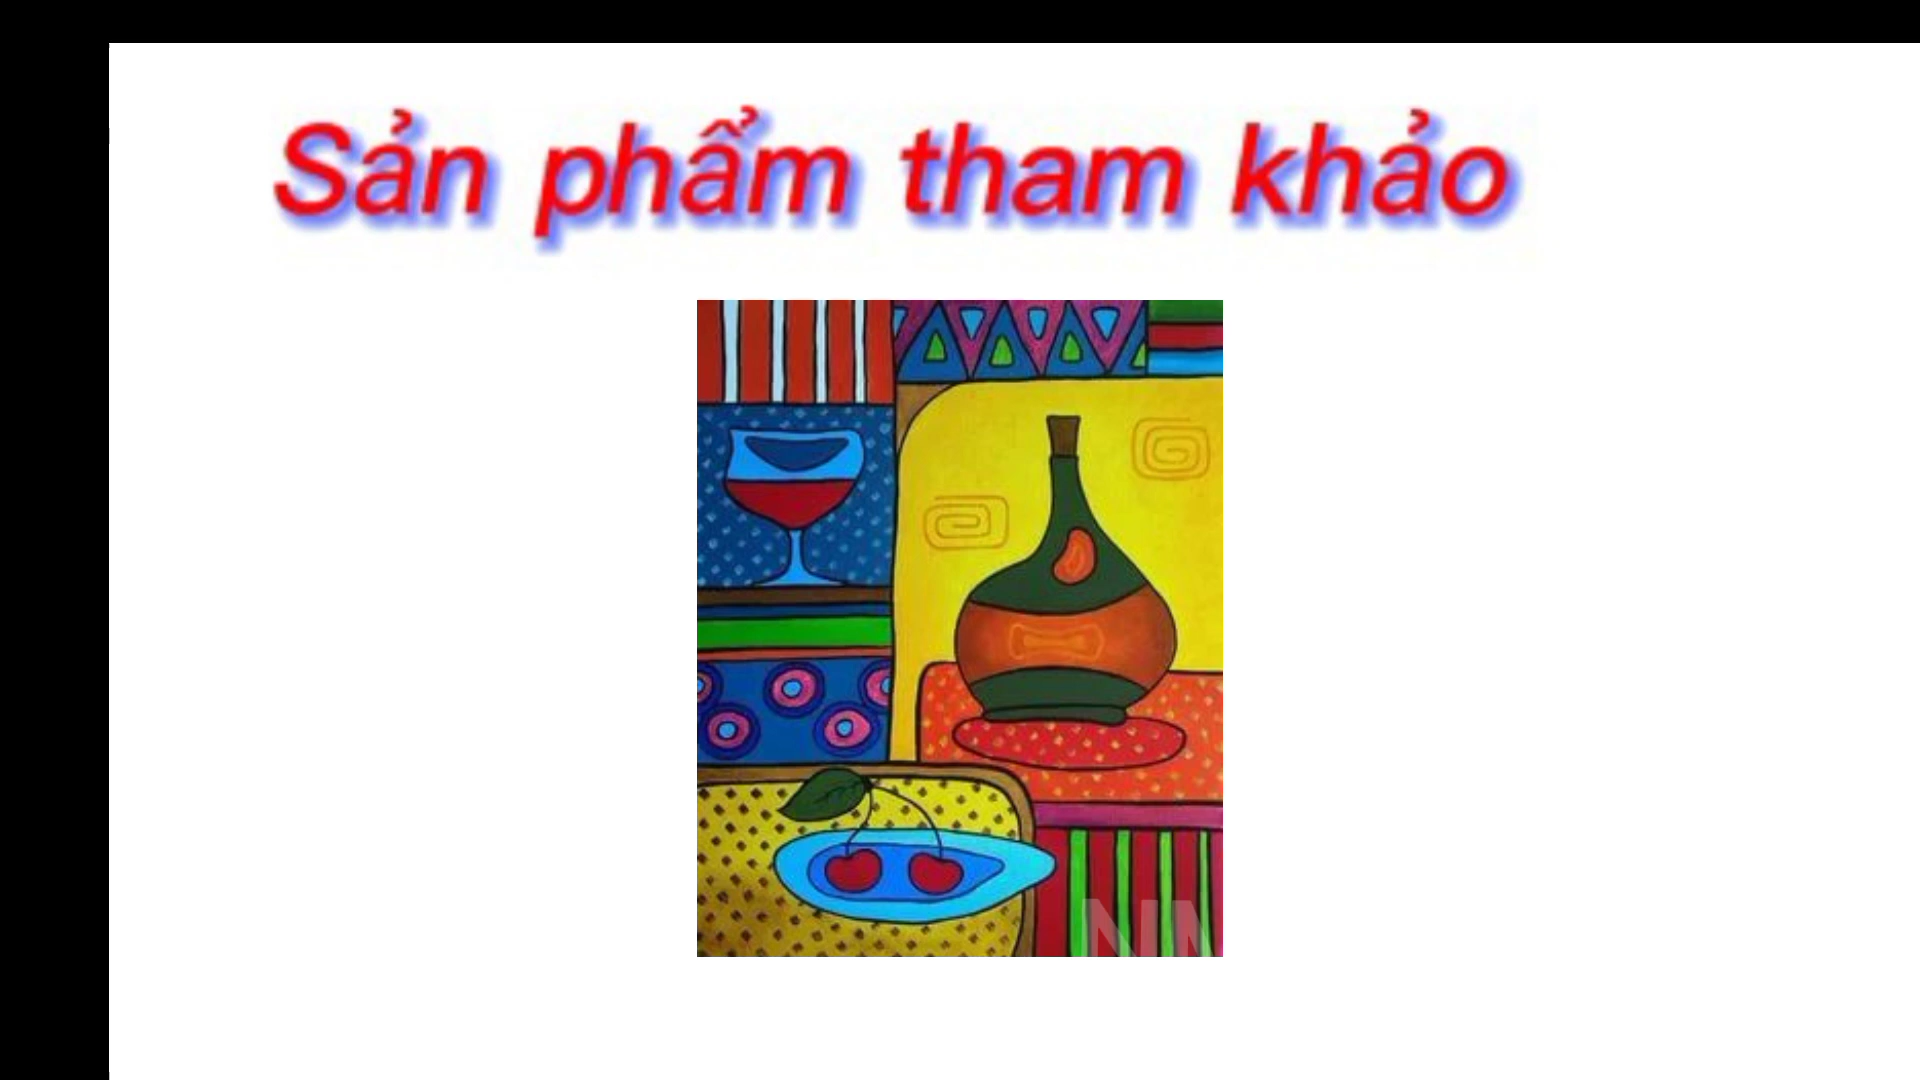 Sản phẩm tham khảo